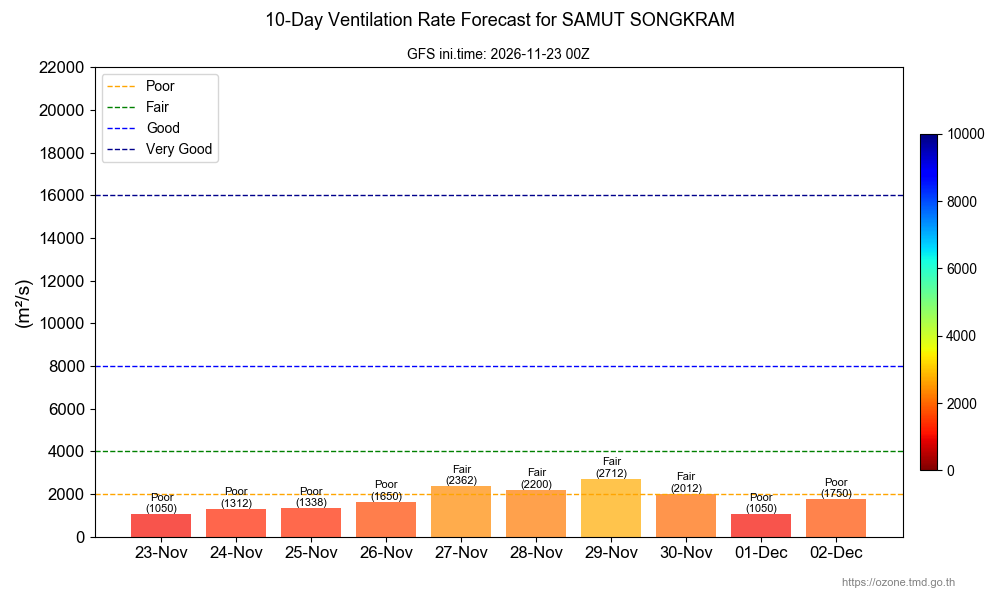 10-Day Ventilation Rate Forecast for SAMUT SONGKRAM
GFS ini.time: 2026-11-23 00Z
(m²/s)
22000
20000
18000
16000
14000
12000
10000
8000
6000
4000
2000
0
Poor
Fair
Good
Very Good
Poor
(1050)
Poor
(1312)
Poor
(1338)
Poor
(1650)
Fair
(2362)
Fair
(2200)
Fair
(2712)
Fair
(2012)
Poor
(1050)
Poor
(1750)
23-Nov 24-Nov 25-Nov 26-Nov 27-Nov 28-Nov 29-Nov 30-Nov 01-Dec 02-Dec
10000
8000
6000
4000
2000
0
https://ozone.tmd.go.th